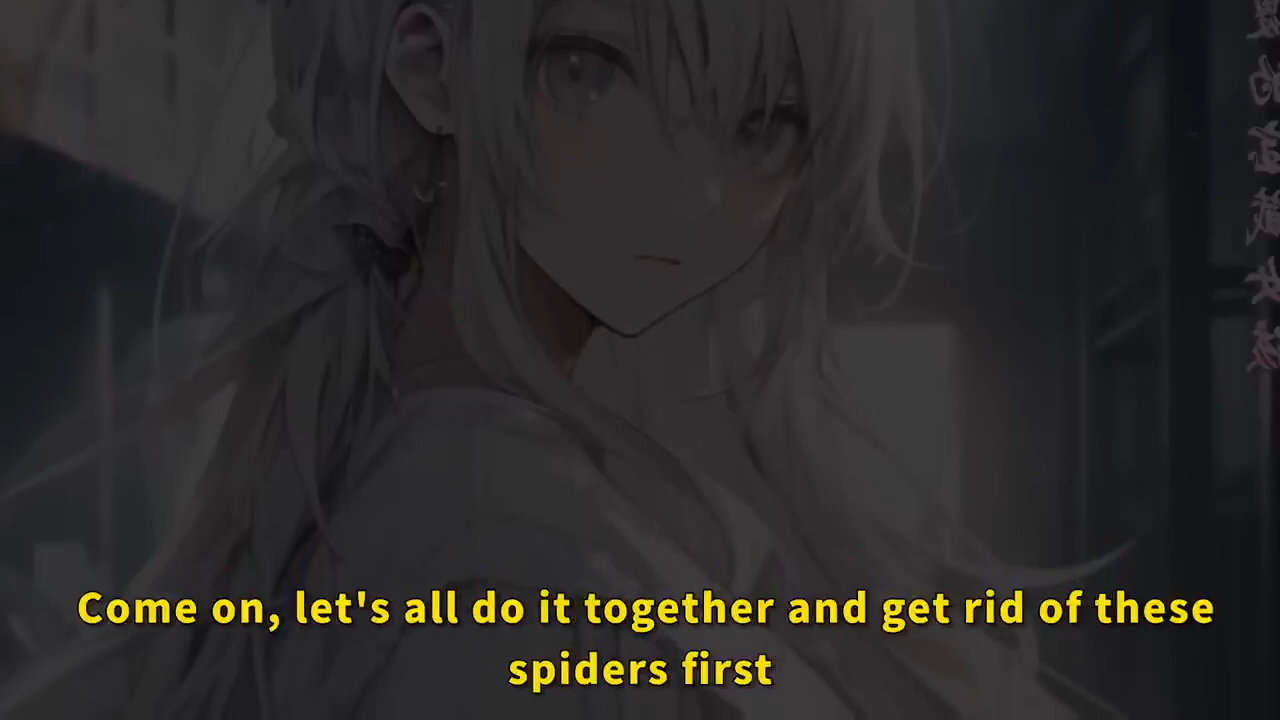 Come on, let's all do it together and get rid of these
spiders first